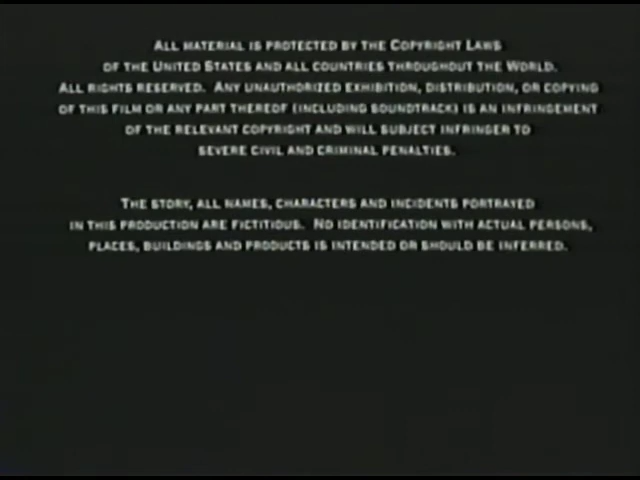 ALL MATERIAL IS PROTECTED BY THE COPYRIGHT LAWS
OF THE UNITED STATES AND ALL COUNTRIES THROUGHOUT THE WORLD.
ALL RIGHTS RESERVED. ANY UNAUTHORIZED EXHIBITION, DISTRIBUTION, OR COPYING
OF THIS FILM OR ANY PART THEREOF (INCLUDING SOUNDTRACK) IS AN INFRINGEMENT
OF THE RELEVANT COPYRIGHT AND WILL SUBJECT INFRINGER TO
SEVERE CIVIL AND CRIMINAL PENALTIES.
THE STORY, ALL NAMES, CHARACTERS AND INCIDENTS PORTRAYED
IN THIS PRODUCTION ARE FICTITIOUS. NO IDENTIFICATION WITH ACTUAL PERSONS,
PLACES, BUILDINGS AND PRODUCTS IS INTENDED OR SHOULD BE INFERRED.